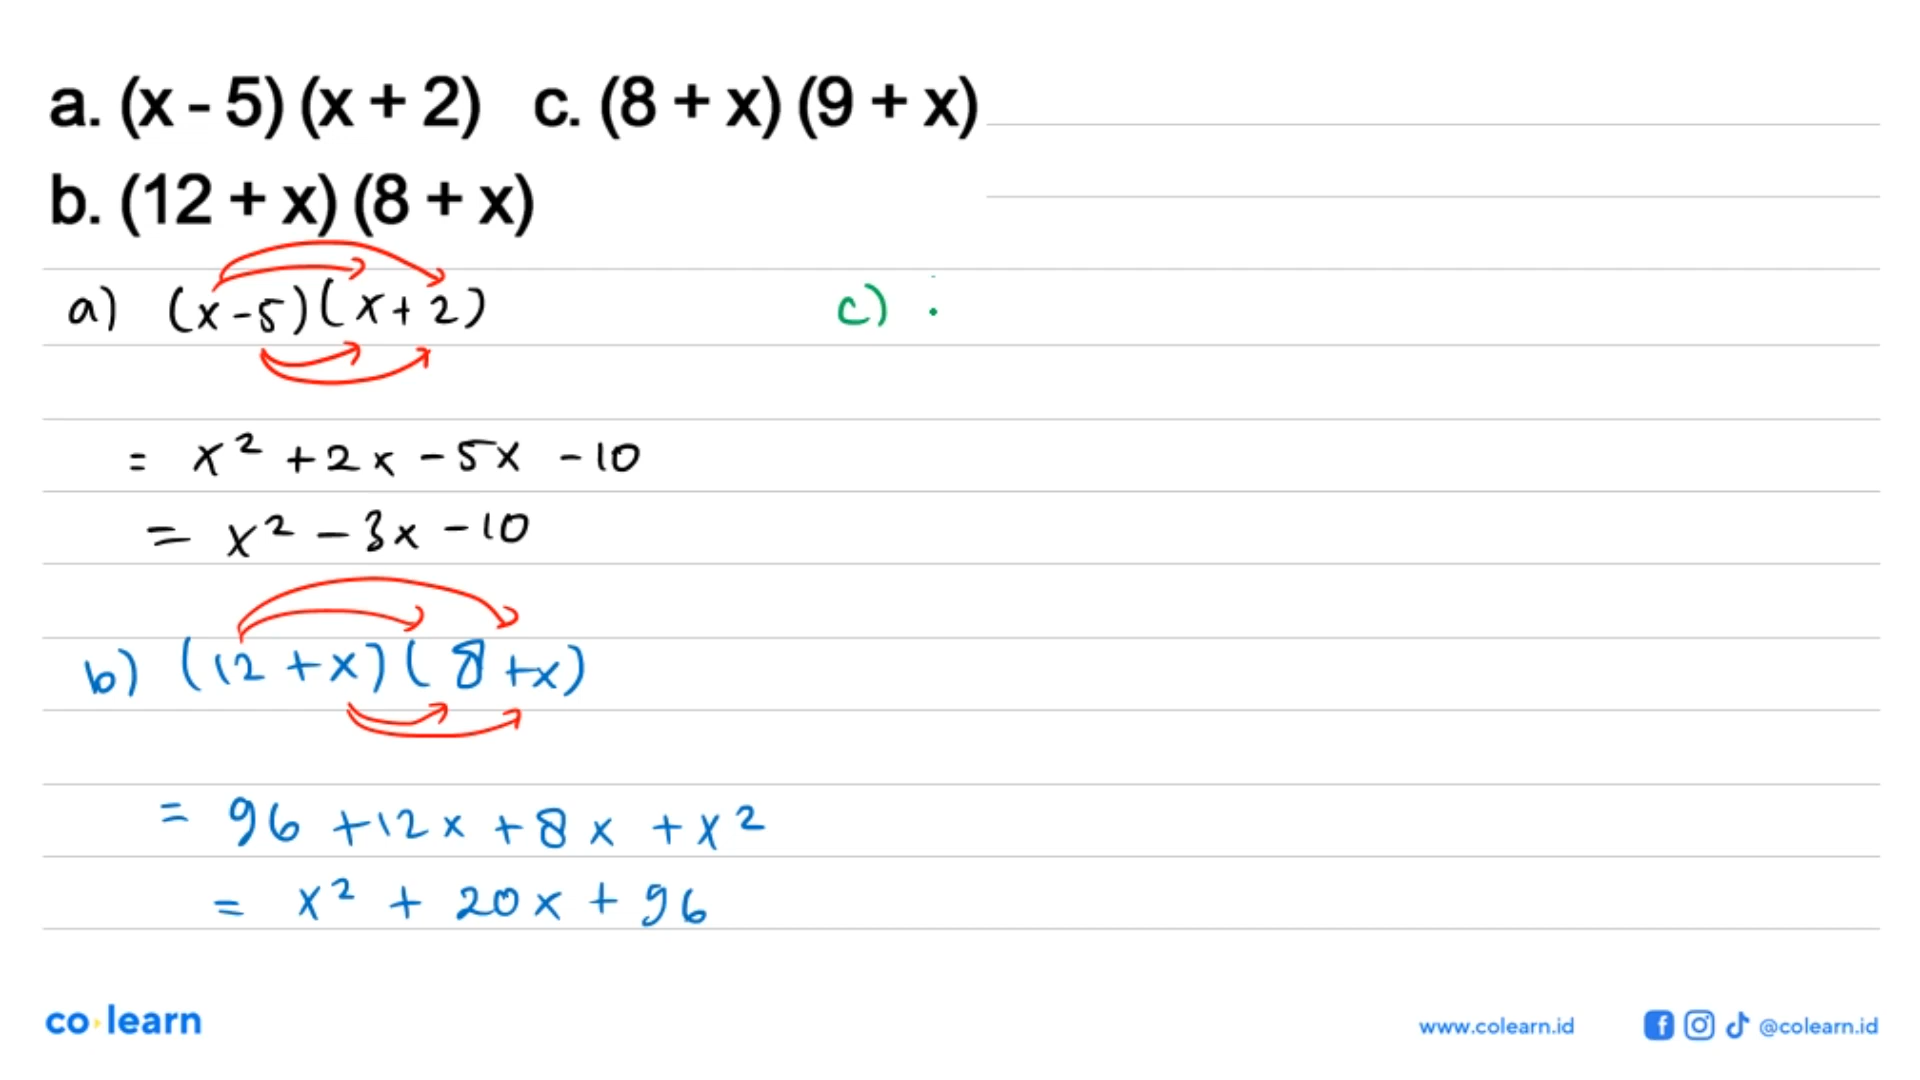 a. (x - 5) (x + 2) c. (8 + x) (9 + x)
b. (12 + x) (8 + x)
a) (x - 5) (x + 2)
= x² + 2x - 5x - 10
= x² - 3x - 10
b) (12 + x) (8 + x)
= 96 + 12x + 8x + x²
= x² + 20x + 96
c)
co learn
www.colearn.id @colearn.id